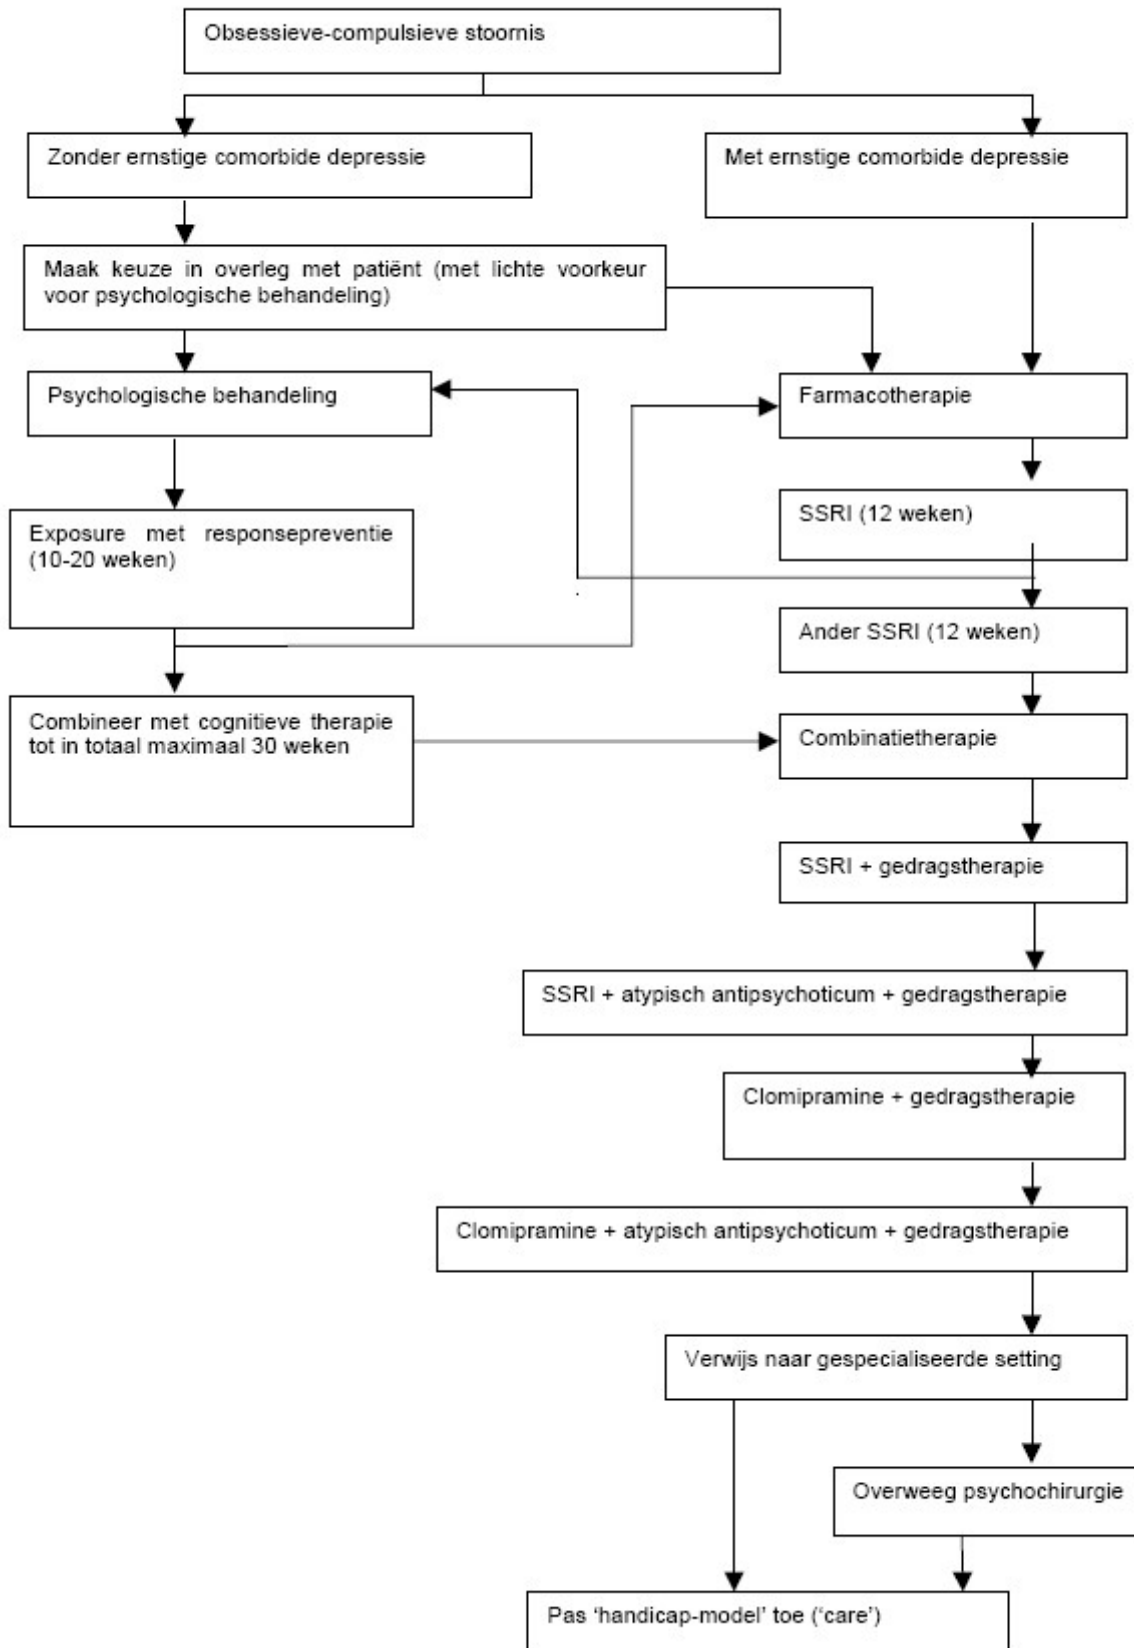 Obsessieve-compulsieve stoornis
Zonder ernstige comorbide depressie
Met ernstige comorbide depressie
Maak keuze in overleg met patiënt (met lichte voorkeur
voor psychologische behandeling)
Psychologische behandeling
Farmacotherapie
SSRI (12 weken)
Exposure met responsepreventie
(10-20 weken)
Ander SSRI (12 weken)
Combineer met cognitieve therapie
tot in totaal maximaal 30 weken
Combinatietherapie
SSRI + gedragstherapie
SSRI + atypisch antipsychoticum + gedragstherapie
Clomipramine + gedragstherapie
Clomipramine + atypisch antipsychoticum + gedragstherapie
Verwijs naar gespecialiseerde setting
Overweeg psychochirurgie
Pas ‘handicap-model’ toe (‘care’)